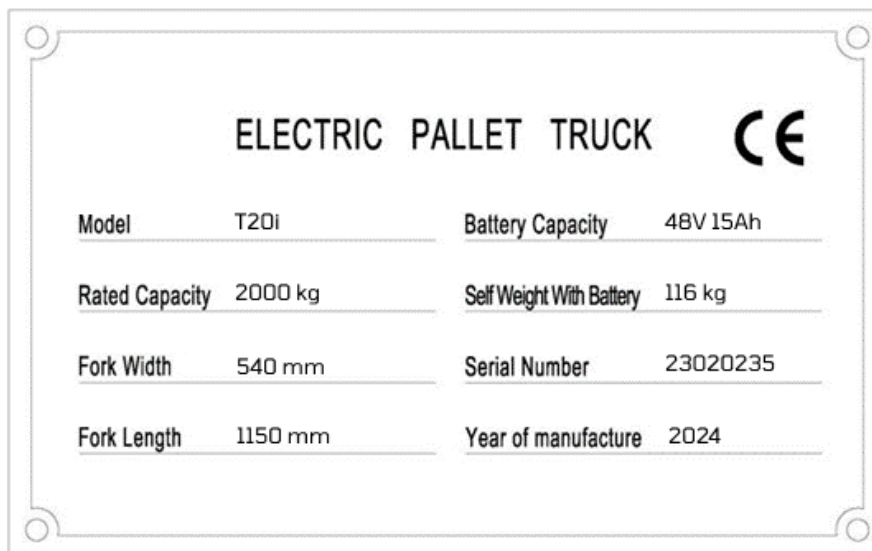 ELECTRIC PALLET TRUCK CE
Model T20i Battery Capacity 48V 15Ah
Rated Capacity 2000 kg Self Weight With Battery 116 kg
Fork Width 540 mm Serial Number 23020235
Fork Length 1150 mm Year of manufacture 2024